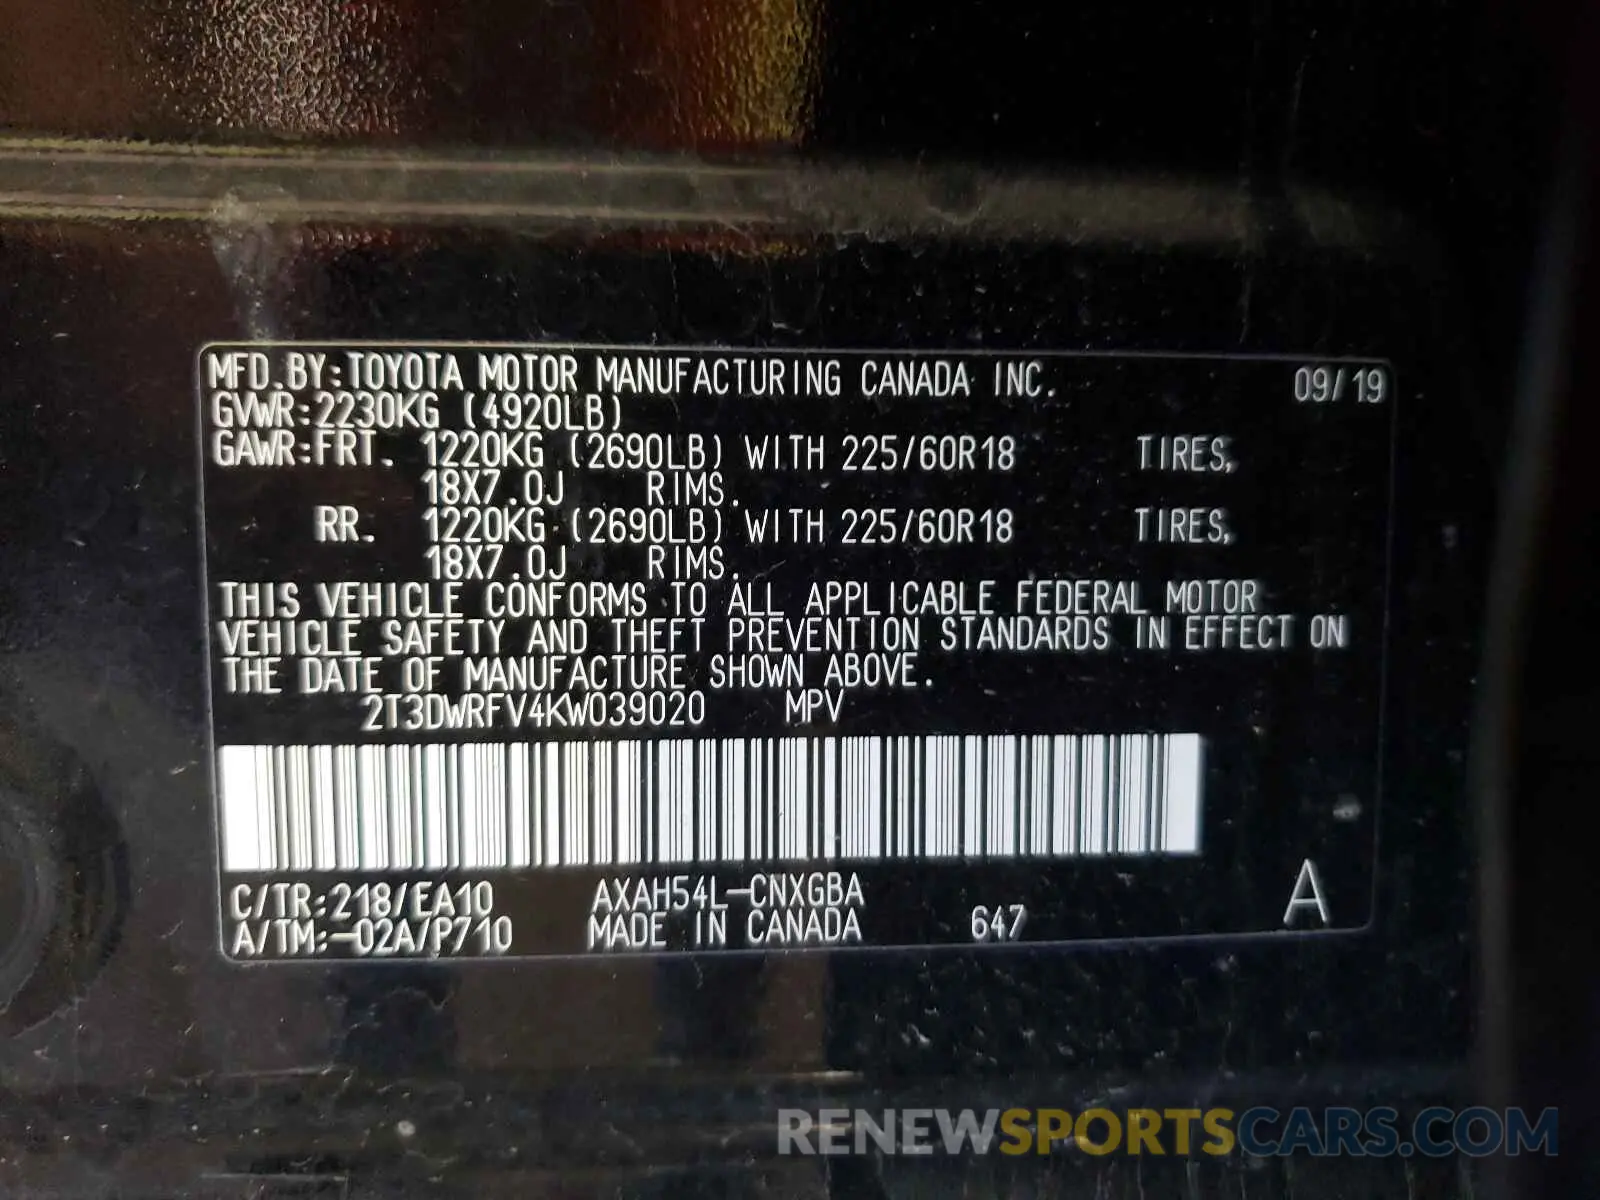 MFD.BY:TOYOTA MOTOR MANUFACTURING CANADA INC. 09/19
GVWR:2230KG (4920LB)
GAWR:FRT. 1220KG (2690LB) WITH 225/60R18 TIRES,
18X7.0J RIMS.
RR. 1220KG (2690LB) WITH 225/60R18 TIRES,
18X7.0J RIMS.
THIS VEHICLE CONFORMS TO ALL APPLICABLE FEDERAL MOTOR
VEHICLE SAFETY AND THEFT PREVENTION STANDARDS IN EFFECT ON
THE DATE OF MANUFACTURE SHOWN ABOVE.
2T3DWRFV4KW039020 MPV
C/TR:218/EA10 AXAH54L-CNXGBA
A/TM:-02A/P710 MADE IN CANADA 647 A
RENEWSPORTSCARS.COM